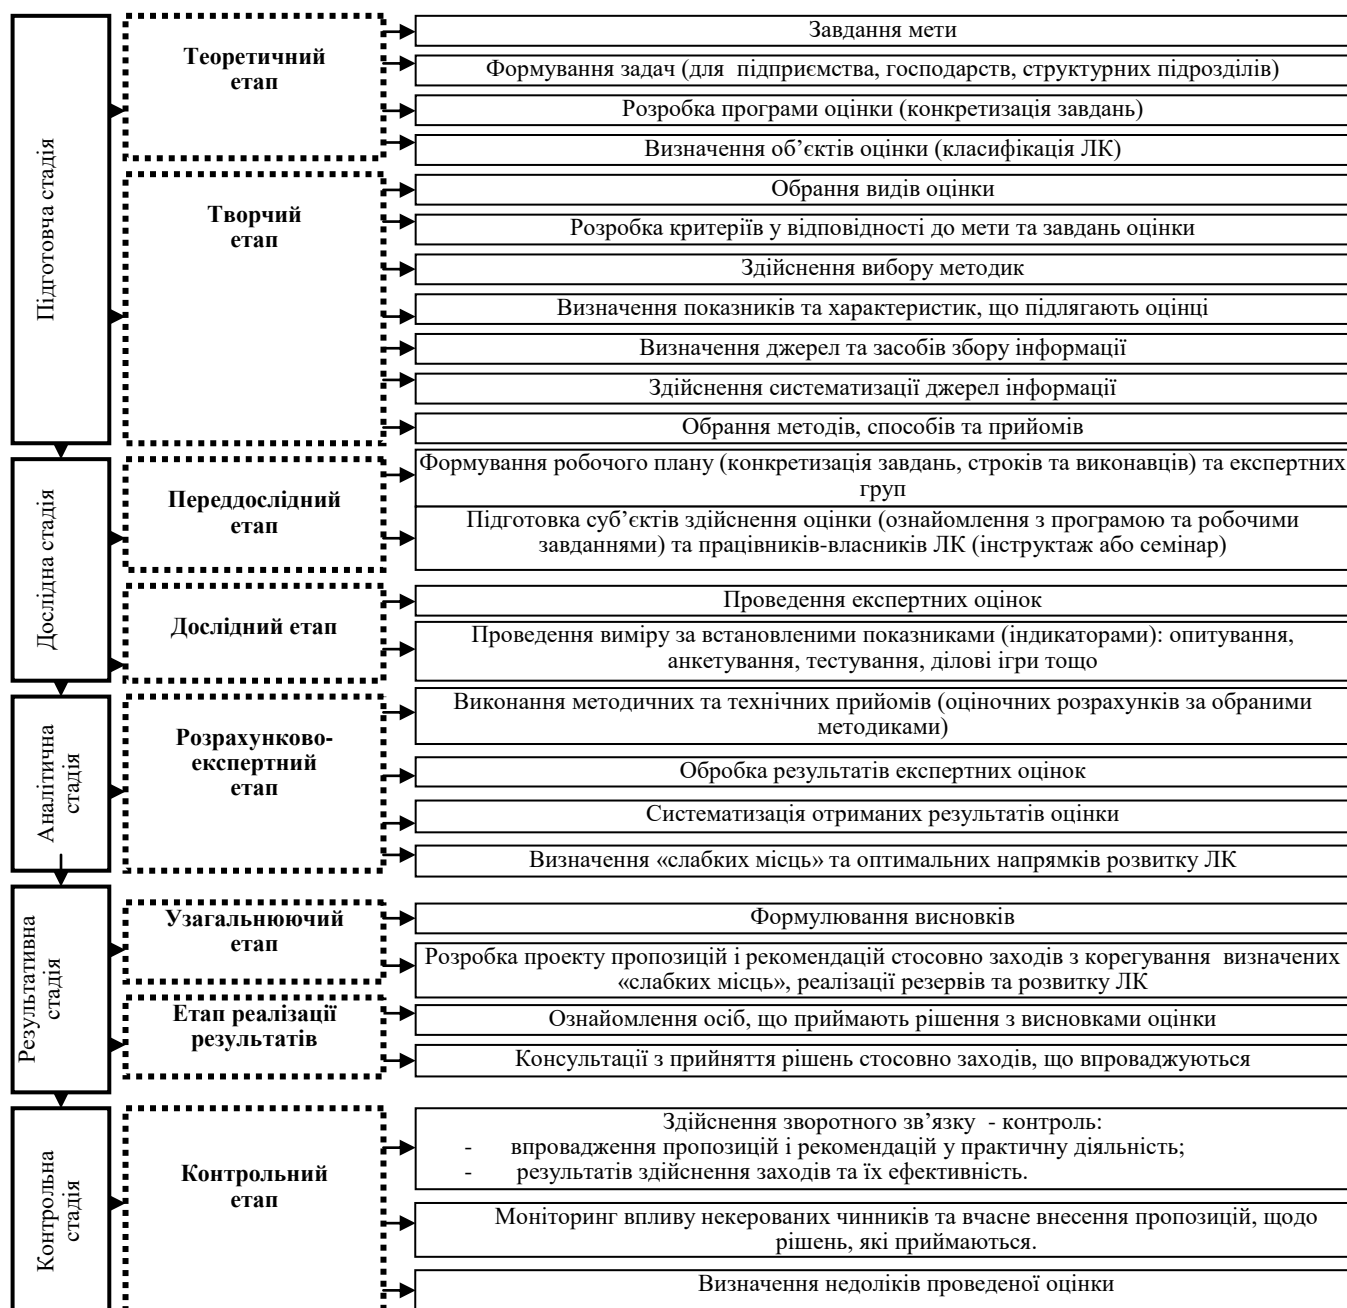 Підготовча стадія
Теоретичний
етап
Завдання мети
Формування задач (для підприємства, господарств, структурних підрозділів)
Розробка програми оцінки (конкретизація завдань)
Визначення об’єктів оцінки (класифікація ЛК)
Творчий
етап
Обрання видів оцінки
Розробка критеріїв у відповідності до мети та завдань оцінки
Здійснення вибору методик
Визначення показників та характеристик, що підлягають оцінці
Визначення джерел та засобів збору інформації
Здійснення систематизації джерел інформації
Обрання методів, способів та прийомів
Дослідна стадія
Переддослідний
етап
Формування робочого плану (конкретизація завдань, строків та виконавців) та експертних
груп
Підготовка суб’єктів здійснення оцінки (ознайомлення з програмою та робочими
завданнями) та працівників-власників ЛК (інструктаж або семінар)
Дослідний етап
Проведення експертних оцінок
Проведення виміру за встановленими показниками (індикаторами): опитування,
анкетування, тестування, ділові ігри тощо
Аналітична
стадія
Розрахунково-
експертний
етап
Виконання методичних та технічних прийомів (оціночних розрахунків за обраними
методиками)
Обробка результатів експертних оцінок
Систематизація отриманих результатів оцінки
Визначення «слабких місць» та оптимальних напрямків розвитку ЛК
Результативна
стадія
Узагальнюючий
етап
Формулювання висновків
Розробка проекту пропозицій і рекомендацій стосовно заходів з корегування визначених
«слабких місць», реалізації резервів та розвитку ЛК
Етап реалізації
результатів
Ознайомлення осіб, що приймають рішення з висновками оцінки
Консультації з прийняття рішень стосовно заходів, що впроваджуються
Контрольна
стадія
Контрольний
етап
Здійснення зворотного зв’язку - контроль:
- впровадження пропозицій і рекомендацій у практичну діяльність;
- результатів здійснення заходів та їх ефективність.
Моніторинг впливу некерованих чинників та вчасне внесення пропозицій, щодо
рішень, які приймаються.
Визначення недоліків проведеної оцінки